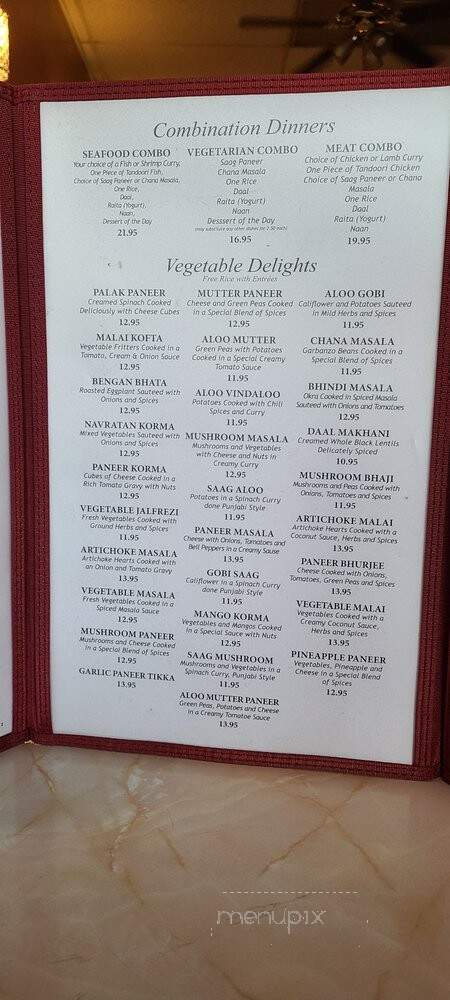 Combination Dinners
SEAFOOD COMBO
Your choice of a Fish or Shrimp Curry,
One Piece of Tandoori Fish,
Choice of Saag Paneer or Chana Masala,
One Rice,
Daal,
Raita (Yogurt)
Naan,
Dessert of the Day
21.95
VEGETARIAN COMBO
Saag Paneer
Chana Masala
One Rice
Daal
Raita (Yogurt)
Naan
Desssert of the Day
16.95
MEAT COMBO
Choice of Chicken or Lamb Curry
One Piece of Tandoori Chicken
Choice of Saag Paneer or Chana
Masala
One Rice
Daal
Raita (Yogurt)
Naan
19.95
Vegetable Delights
Free Rice with Entrées
PALAK PANEER
Creamed Spinach Cooked
Deliciously with Cheese Cubes
12.95
MALAI KOFTA
Vegetable Fritters Cooked in a
Tomato, Cream & Onion Sauce
12.95
BENGAN BHATA
Roasted Eggplant Sauteed with
Onions and Spices
12.95
NAVRATAN KORMA
Mixed Vegetables Sauteed with
Onions and Spices
12.95
PANEER KORMA
Cubes of Cheese Cooked in a
Rich Tomato Gravy with Nuts
12.95
VEGETABLE JALFREZI
Fresh Vegetables Cooked with
Ground Herbs and Spices
11.95
ARTICHOKE MASALA
Artichoke Hearts Cooked with
an Onion and Tomato Gravy
13.95
VEGETABLE MASALA
Fresh Vegetables Cooked in a
Spiced Masala Sauce
12.95
MUSHROOM PANEER
Mushrooms and Cheese Cooked
in a Special Blend of Spices
12.95
GARLIC PANEER TIKKA
13.95
MUTTER PANEER
Cheese and Green Peas Cooked
in a Special Blend of Spices
12.95
ALOO MUTTER
Green Peas with Potatoes
Cooked in a Special Creamy
Tomato Sauce
11.95
ALOO VINDALOO
Potatoes Cooked with Chili
Spices and Curry
11.95
MUSHROOM MASALA
Mushrooms and Vegetables
with Cheese and Nuts in
Creamy Curry
12.95
SAAG ALOO
Potatoes in a Spinach Curry
done Punjabi Style
11.95
PANEER MASALA
Cheese with Onions, Tomatoes and
Bell Peppers in a Creamy Sause
13.95
GOBI SAAG
Califlower in a Spinach Curry
done Punjabi Style
11.95
MANGO KORMA
Vegetables and Mangos Cooked
in a Special Sauce with Nuts
12.95
SAAG MUSHROOM
Mushrooms and Vegetables in a
Spinach Curry, Punjabi Style
11.95
ALOO MUTTER PANEER
Green Peas, Potatoes and Cheese
in a Creamy Tomatoe Sauce
13.95
ALOO GOBI
Califlower and Potatoes Sauteed
in Mild Herbs and Spices
11.95
CHANA MASALA
Garbanzo Beans Cooked in a
Special Blend of Spices
11.95
BHINDI MASALA
Okra Cooked in Spiced Masala
Sauteed with Onions and Tomatoes
12.95
DAAL MAKHANI
Creamed Whole Black Lentils
Delicately Spiced
10.95
MUSHROOM BHAJI
Mushrooms and Peas Cooked with
Onions, Tomatoes and Spices
11.95
ARTICHOKE MALAI
Artichoke Hearts Cooked with a
Coconut Sauce, Herbs and Spices
13.95
PANEER BHURJEE
Cheese Cooked with Onions,
Tomatoes, Green Peas and Spices
13.95
VEGETABLE MALAI
Vegetables Cooked with a
Creamy Coconut Sauce,
Herbs and Spices
13.95
PINEAPPLE PANEER
Vegetables, Pineapple and
Cheese in a Special Blend
of Spices
12.95
menupix